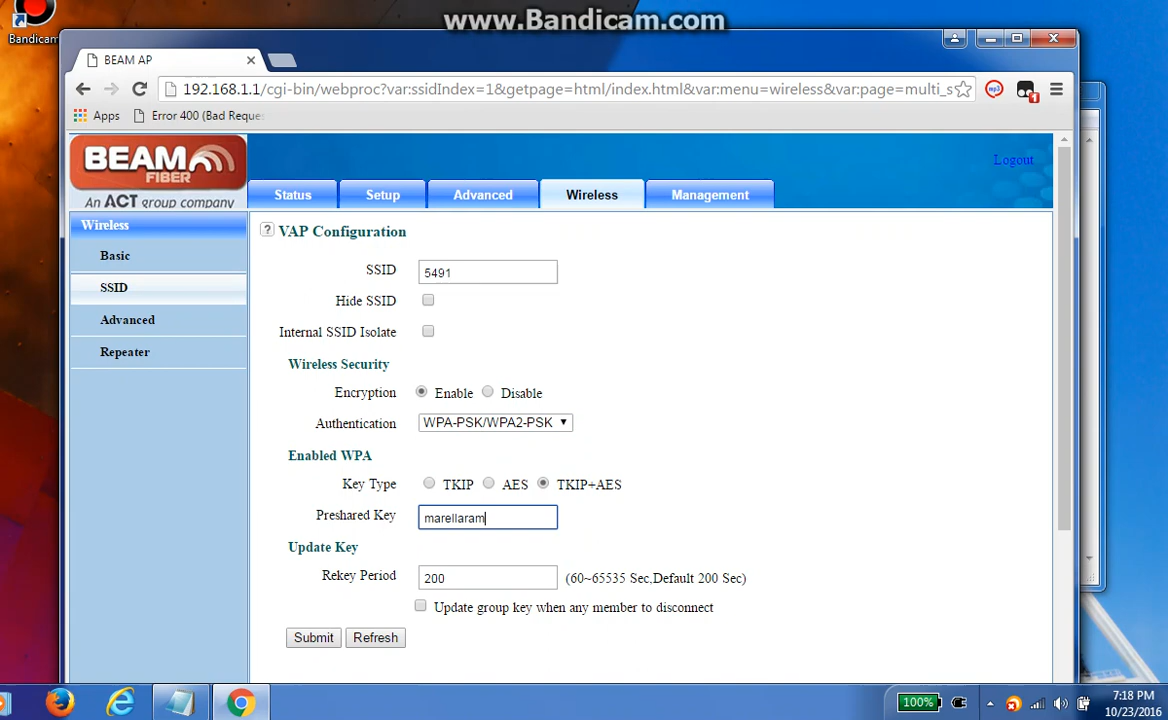 www.Bandicam.com
Bandicam
BEAM AP
192.168.1.1/cgi-bin/webproc?var:ssidIndex=1&getpage=html/index.html&var:menu=wireless&var:page=multi_s
mp3
1
Apps
Error 400 (Bad Reque
BEAM
FIBER
An ACT group company
Logout
Status
Setup
Advanced
Wireless
Management
Wireless
Basic
SSID
Advanced
Repeater
? VAP Configuration
SSID
5491
Hide SSID
Internal SSID Isolate
Wireless Security
Encryption
Enable
Disable
Authentication
WPA-PSK/WPA2-PSK
Enabled WPA
Key Type
TKIP
AES
TKIP+AES
Preshared Key
marellaram
Update Key
Rekey Period
200
(60~65535 Sec,Default 200 Sec)
Update group key when any member to disconnect
Submit
Refresh
100%
7:18 PM
10/23/2016